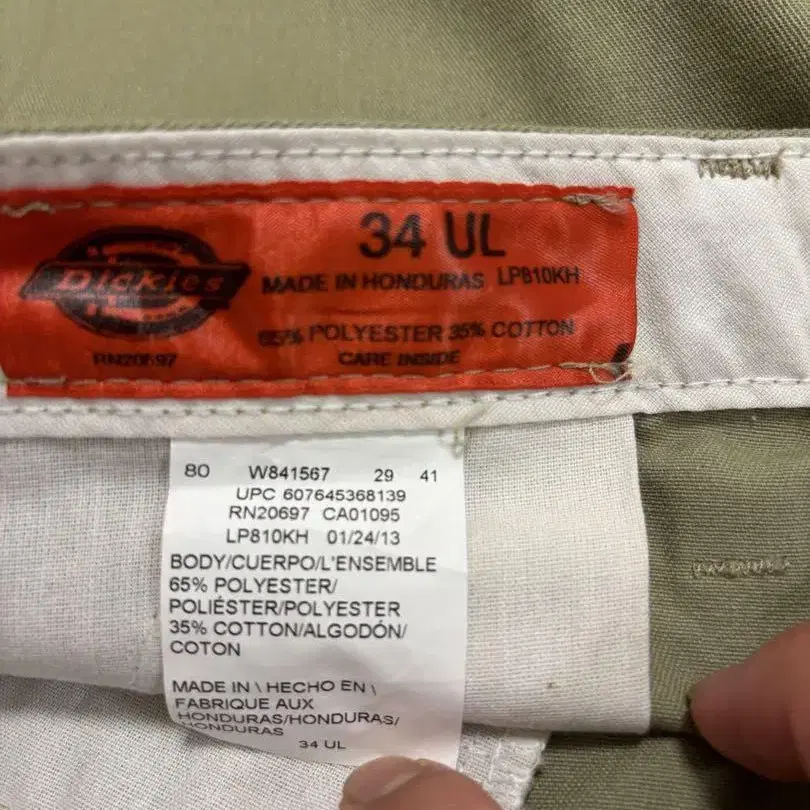 34 UL
Dickies
MADE IN HONDURAS LP810KH
65% POLYESTER 35% COTTON
RN20697
CARE INSIDE
80 W841567 29 41
UPC 607645368139
RN20697 CA01095
LP810KH 01/24/13
BODY/CUERPO/L'ENSEMBLE
65% POLYESTER/
POLIÉSTER/POLYESTER
35% COTTON/ALGODÓN/
COTON
MADE IN \ HECHO EN \
FABRIQUE AUX
HONDURAS/HONDURAS/
HONDURAS
34 UL